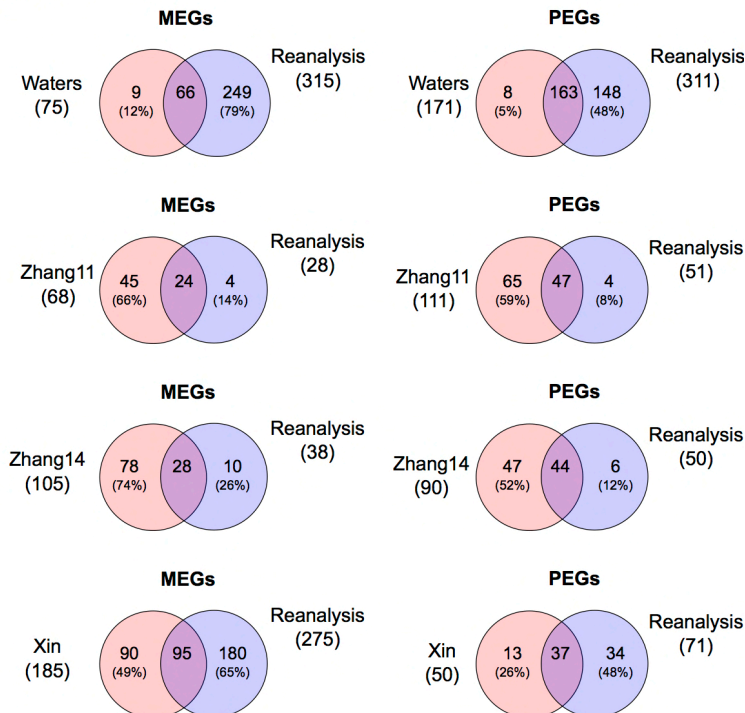 MEGs
Waters
(75)
9
(12%)
66
249
(79%)
Reanalysis
(315)
PEGs
Waters
(171)
8
(5%)
163
148
(48%)
Reanalysis
(311)
MEGs
Zhang11
(68)
45
(66%)
24
4
(14%)
Reanalysis
(28)
PEGs
Zhang11
(111)
65
(59%)
47
4
(8%)
Reanalysis
(51)
MEGs
Zhang14
(105)
78
(74%)
28
10
(26%)
Reanalysis
(38)
PEGs
Zhang14
(90)
47
(52%)
44
6
(12%)
Reanalysis
(50)
MEGs
Xin
(185)
90
(49%)
95
180
(65%)
Reanalysis
(275)
PEGs
Xin
(50)
13
(26%)
37
34
(48%)
Reanalysis
(71)